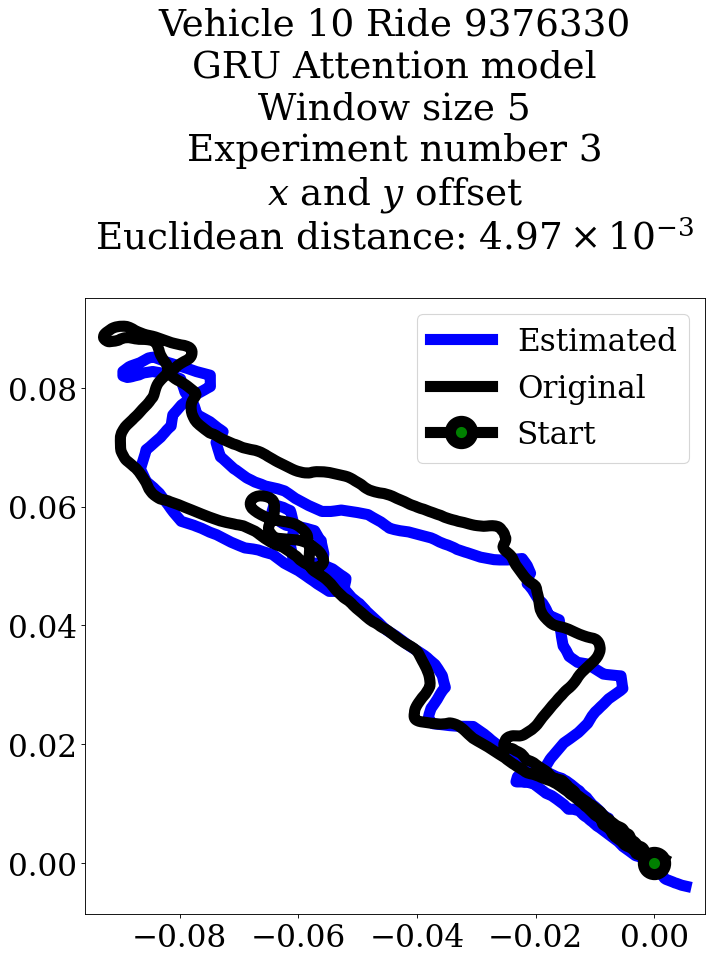 Vehicle 10 Ride 9376330
GRU Attention model
Window size 5
Experiment number 3
x and y offset
Euclidean distance: 4.97 × 10⁻³
Estimated
Original
Start
0.08
0.06
0.04
0.02
0.00
−0.08 −0.06 −0.04 −0.02 0.00